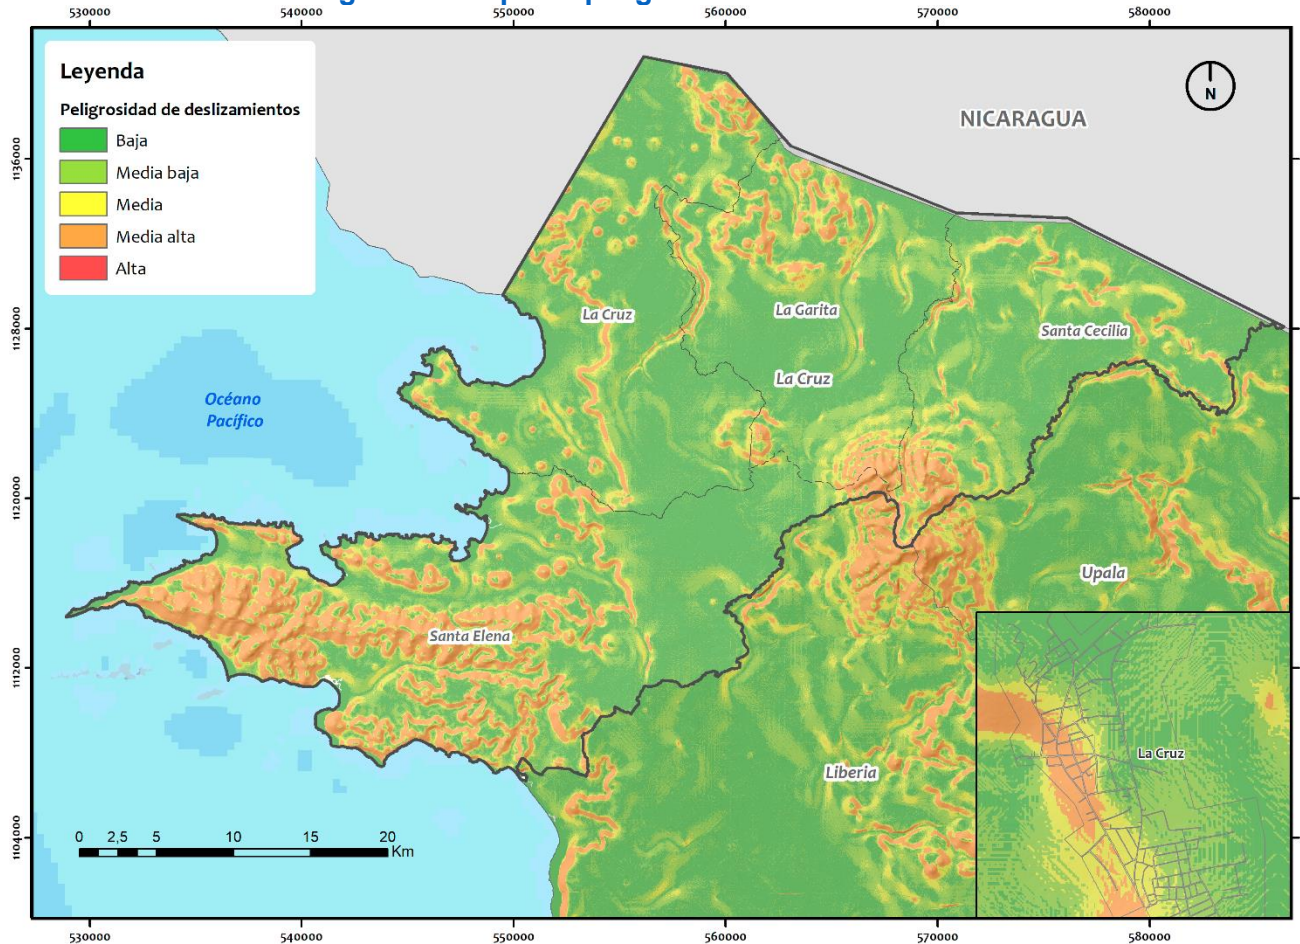 530000
540000
550000
560000
570000
580000
Leyenda
Peligrosidad de deslizamientos
Baja
Media baja
Media
Media alta
Alta
N
NICARAGUA
1136000
1128000
1120000
1112000
1104000
La Cruz
La Garita
Santa Cecilia
La Cruz
Océano
Pacífico
Upala
Santa Elena
Liberia
La Cruz
0 2,5 5 10 15 20
Km
530000
540000
550000
560000
570000
580000